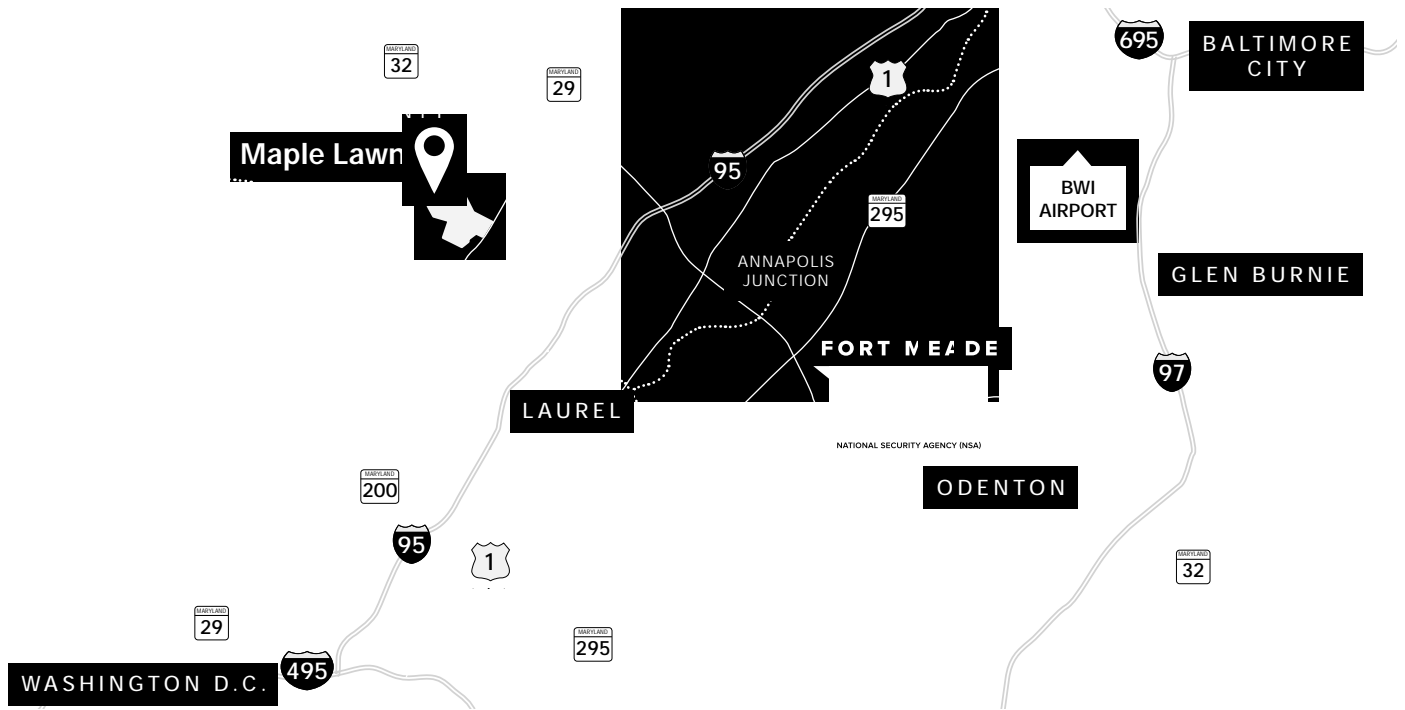 695
BALTIMORE
CITY
MARYLAND
32
MARYLAND
29
1
Maple Lawn
95
BWI
AIRPORT
MARYLAND
295
ANNAPOLIS
JUNCTION
GLEN BURNIE
FORT MEADE
97
LAUREL
NATIONAL SECURITY AGENCY (NSA)
MARYLAND
200
ODENTON
95
1
MARYLAND
32
MARYLAND
29
MARYLAND
295
495
WASHINGTON D.C.